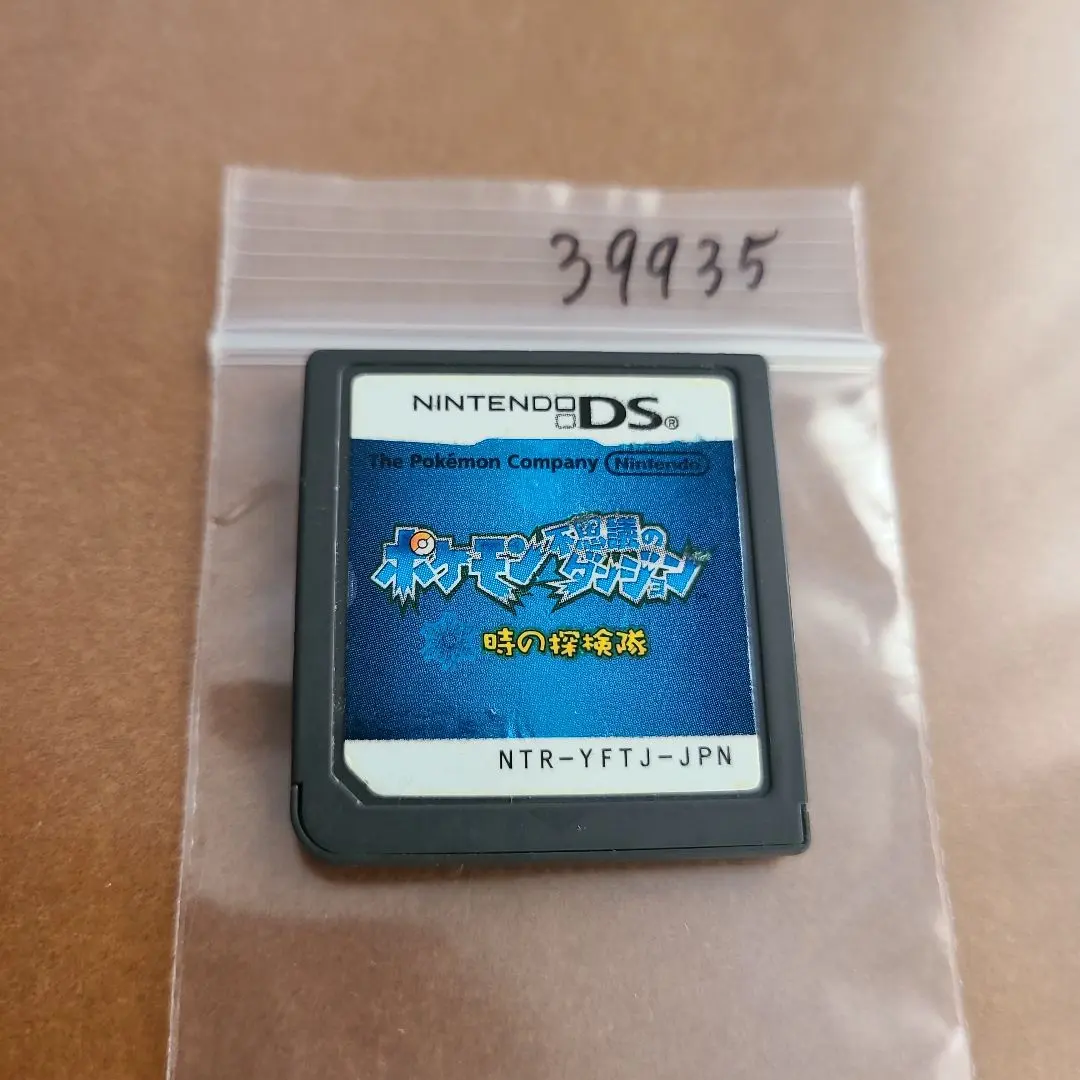 39935
NINTENDO DS®
The Pokémon Company Nintendo
ポケモン不思議のダンジョン
時の探検隊
NTR-YFTJ-JPN